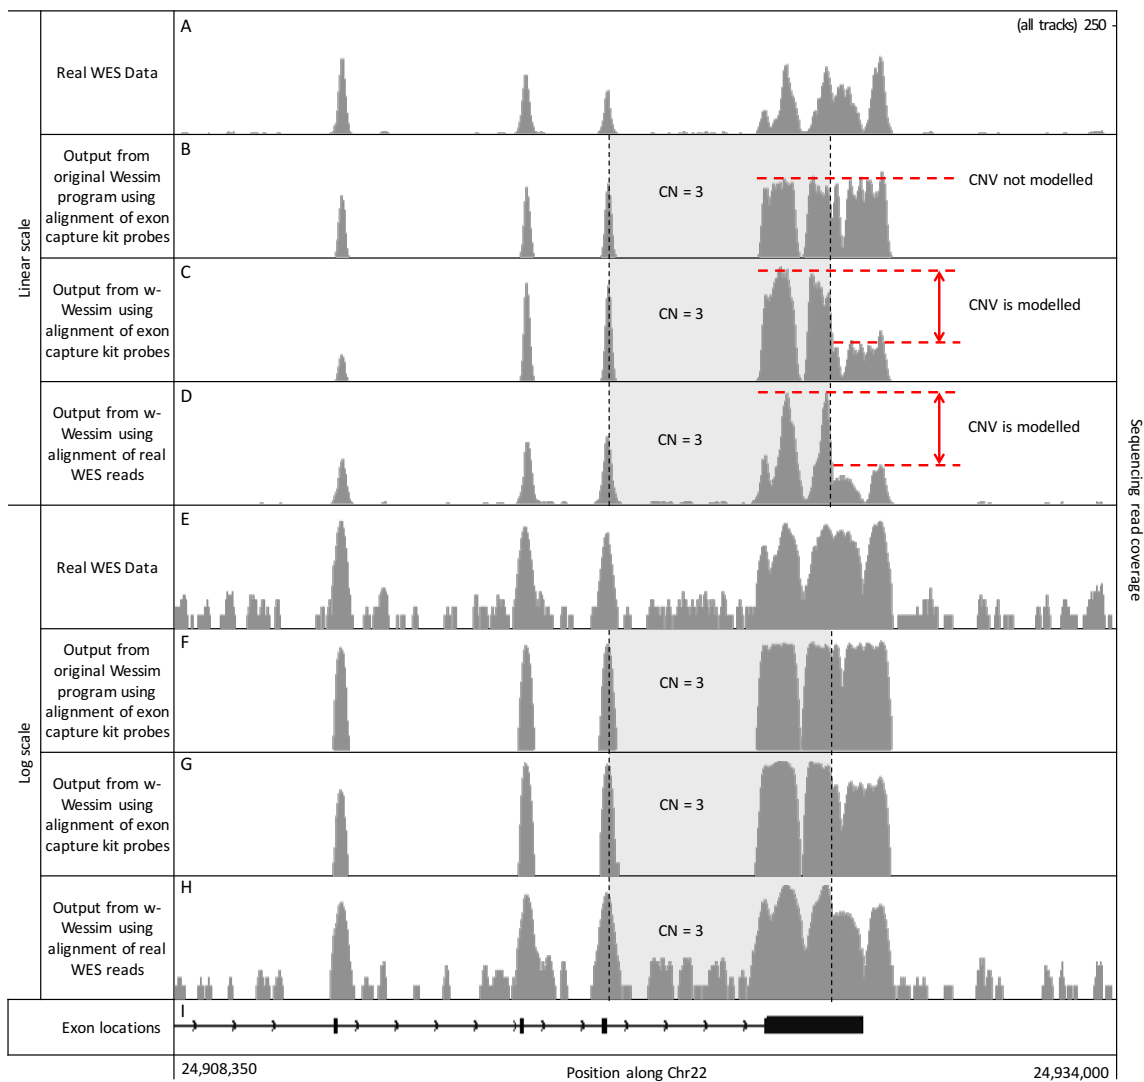 A
(all tracks) 250
Real WES Data
B
Output from
original Wessim
program using
alignment of exon
capture kit probes
CN = 3
CNV not modelled
C
Output from w-
Wessim using
alignment of exon
capture kit probes
CN = 3
CNV is modelled
D
Output from w-
Wessim using
alignment of real
WES reads
CN = 3
CNV is modelled
Linear scale
E
Real WES Data
F
Output from
original Wessim
program using
alignment of exon
capture kit probes
CN = 3
G
Output from w-
Wessim using
alignment of exon
capture kit probes
CN = 3
H
Output from w-
Wessim using
alignment of real
WES reads
CN = 3
Log scale
Sequencing read coverage
I
Exon locations
24,908,350
Position along Chr22
24,934,000